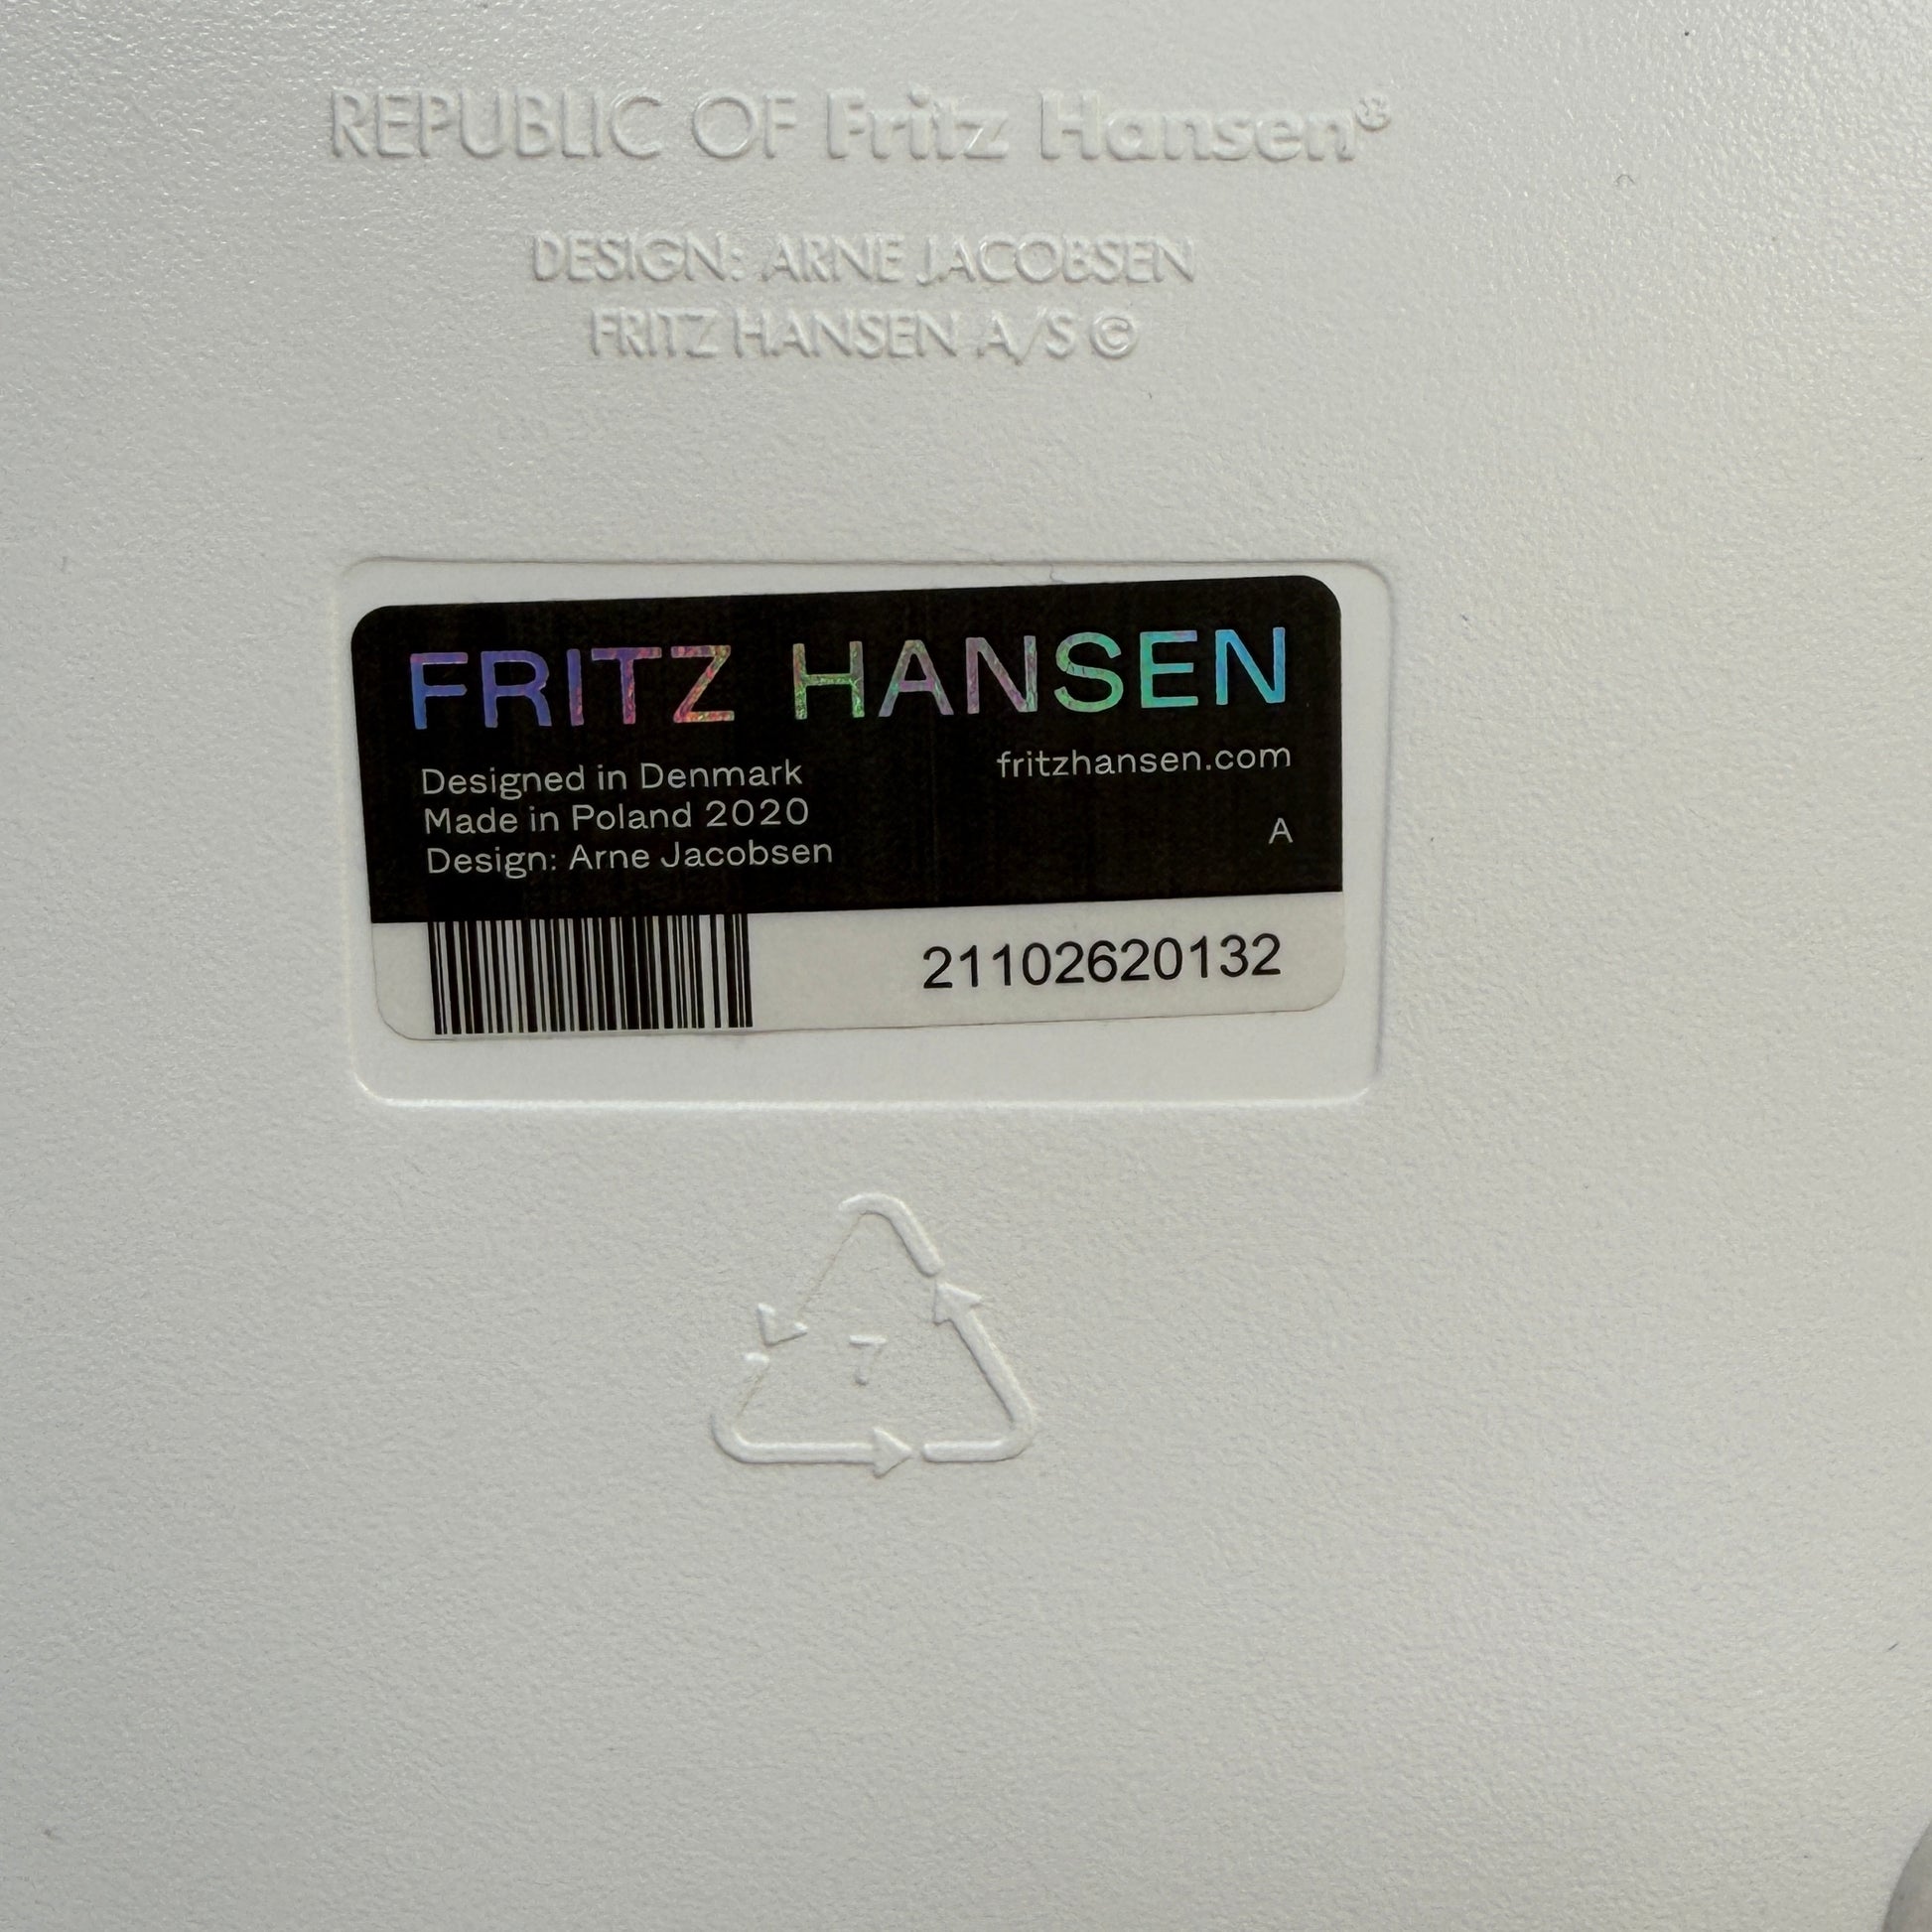 REPUBLIC OF Fritz Hansen®
DESIGN: ARNE JACOBSEN
FRITZ HANSEN A/S ©
FRITZ HANSEN
fritzhansen.com
Designed in Denmark
Made in Poland 2020
Design: Arne Jacobsen
A
21102620132
7